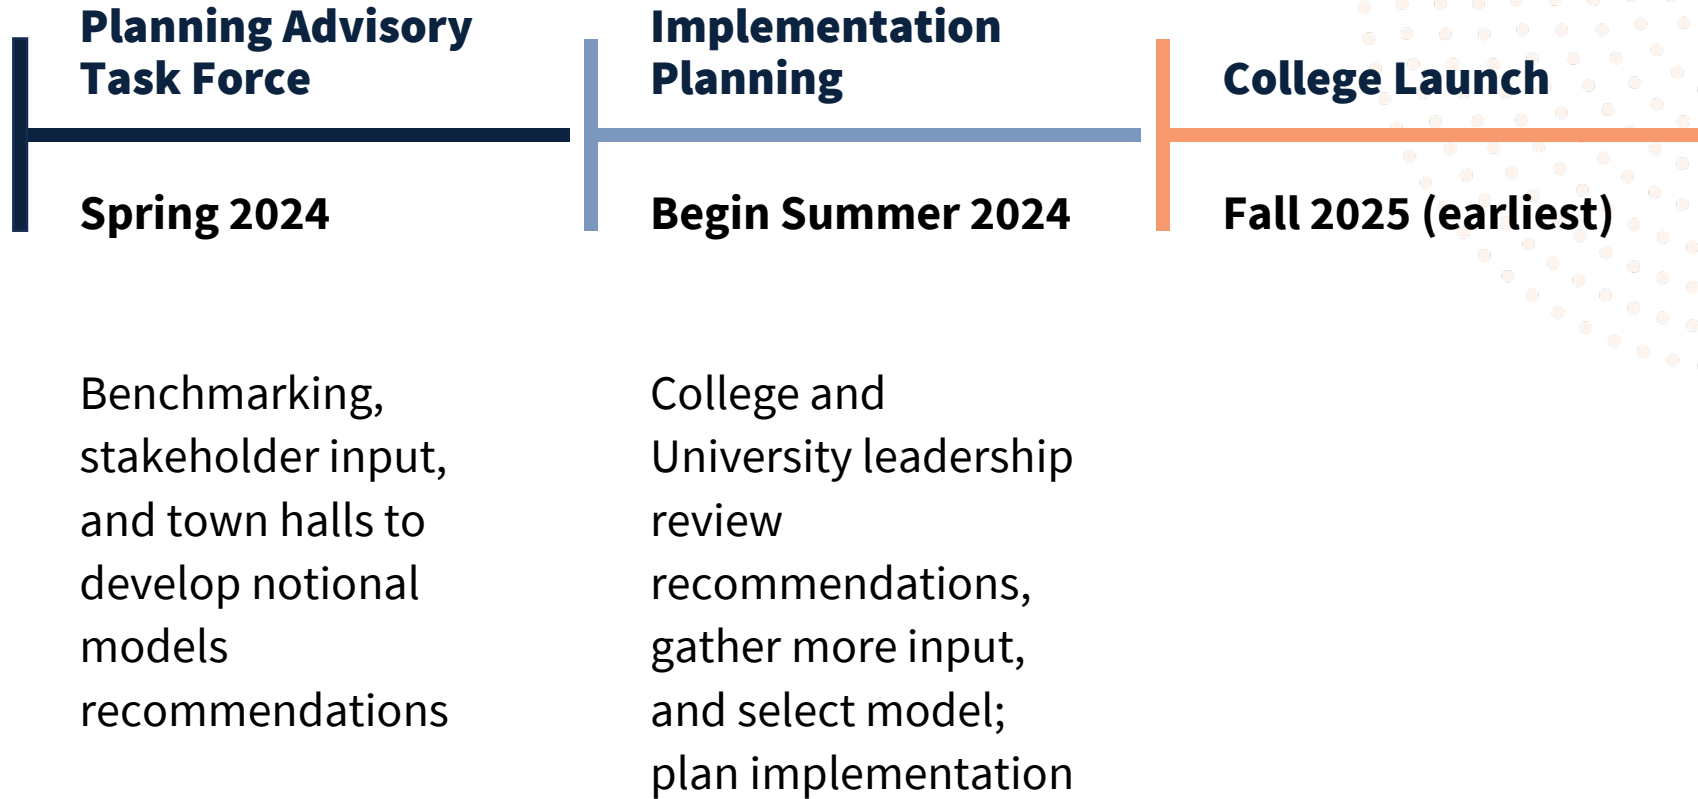 Planning Advisory
Task Force
Spring 2024
Benchmarking,
stakeholder input,
and town halls to
develop notional
models
recommendations
Implementation
Planning
Begin Summer 2024
College and
University leadership
review
recommendations,
gather more input,
and select model;
plan implementation
College Launch
Fall 2025 (earliest)